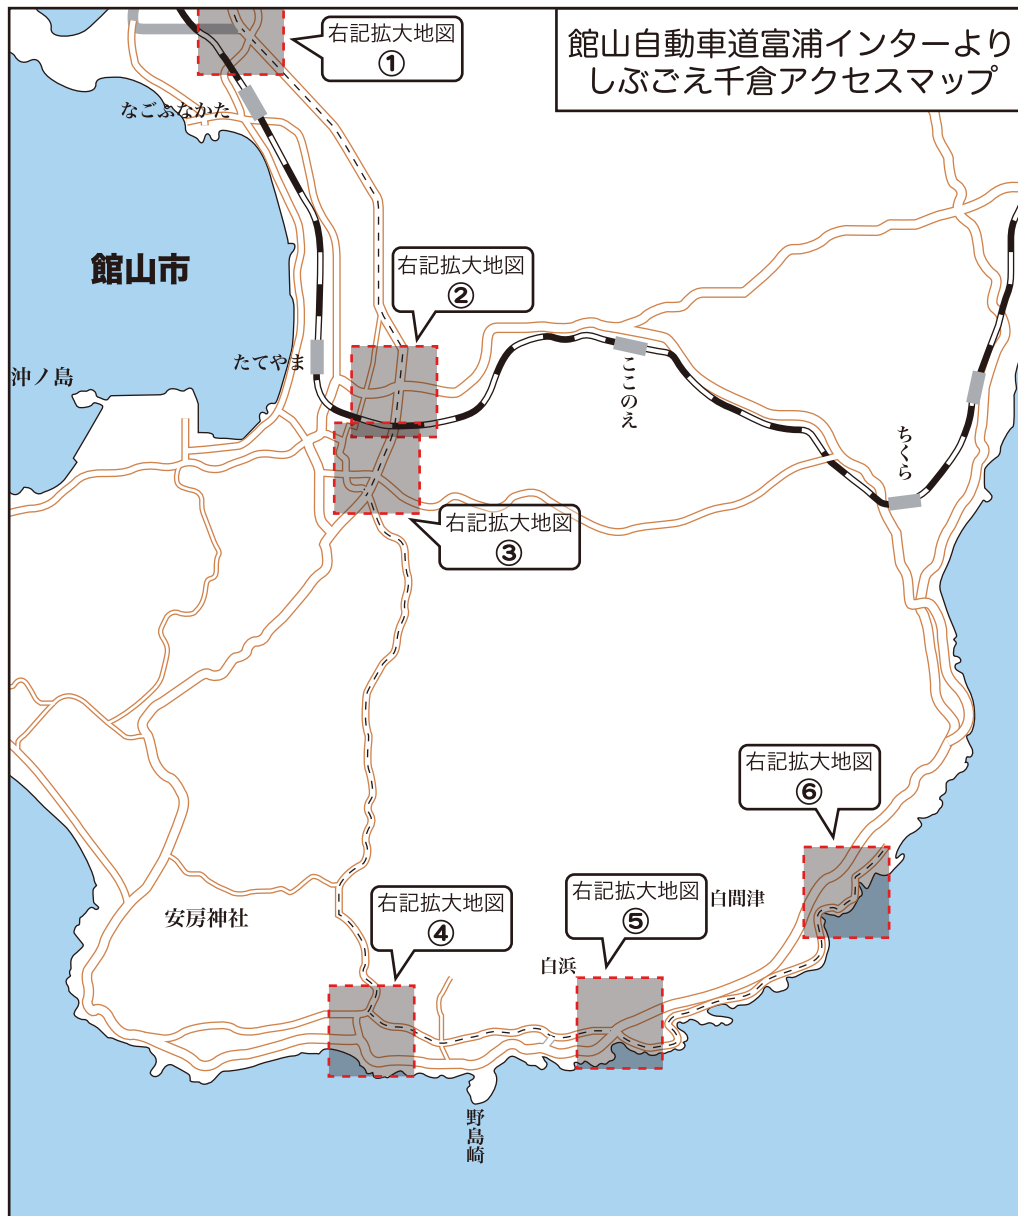 館山自動車道富浦インターより
しぶごえ千倉アクセスマップ
右記拡大地図
①
なごふなかた
館山市
右記拡大地図
②
たてやま
沖ノ島
ここのえ
ちくら
右記拡大地図
③
右記拡大地図
⑥
右記拡大地図
④
右記拡大地図
⑤
白間津
安房神社
白浜
野島崎